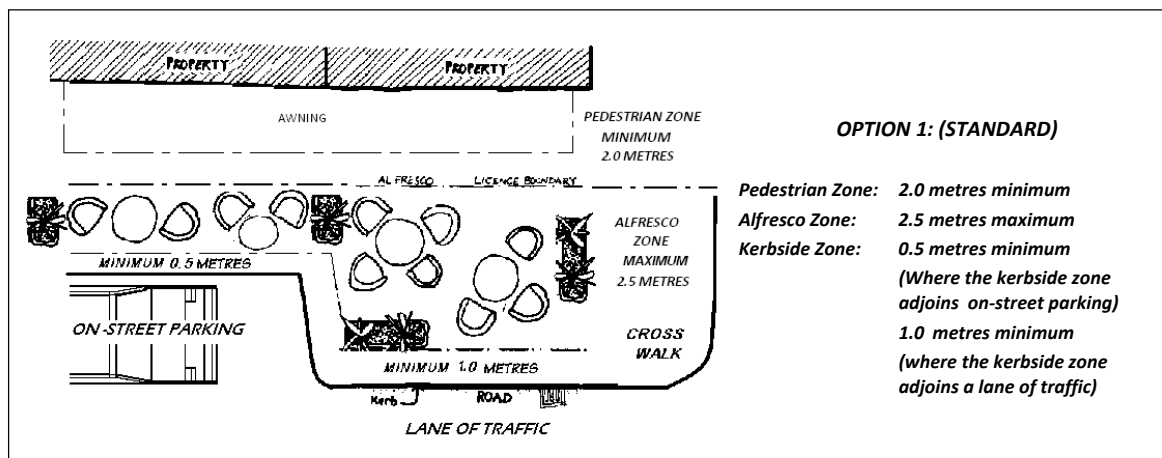 PROPERTY
PROPERTY
AWNING
PEDESTRIAN ZONE
MINIMUM
2.0 METRES
AL FRESCO LICENCE BOUNDARY
ALFRESCO
ZONE
MAXIMUM
2.5 METRES
MINIMUM 0.5 METRES
ON-STREET PARKING
CROSS
WALK
MINIMUM 1.0 METRES
Kerb
ROAD
LANE OF TRAFFIC
OPTION 1: (STANDARD)
Pedestrian Zone: 2.0 metres minimum
Alfresco Zone: 2.5 metres maximum
Kerbside Zone: 0.5 metres minimum
(Where the kerbside zone
adjoins on-street parking)
1.0 metres minimum
(where the kerbside zone
adjoins a lane of traffic)